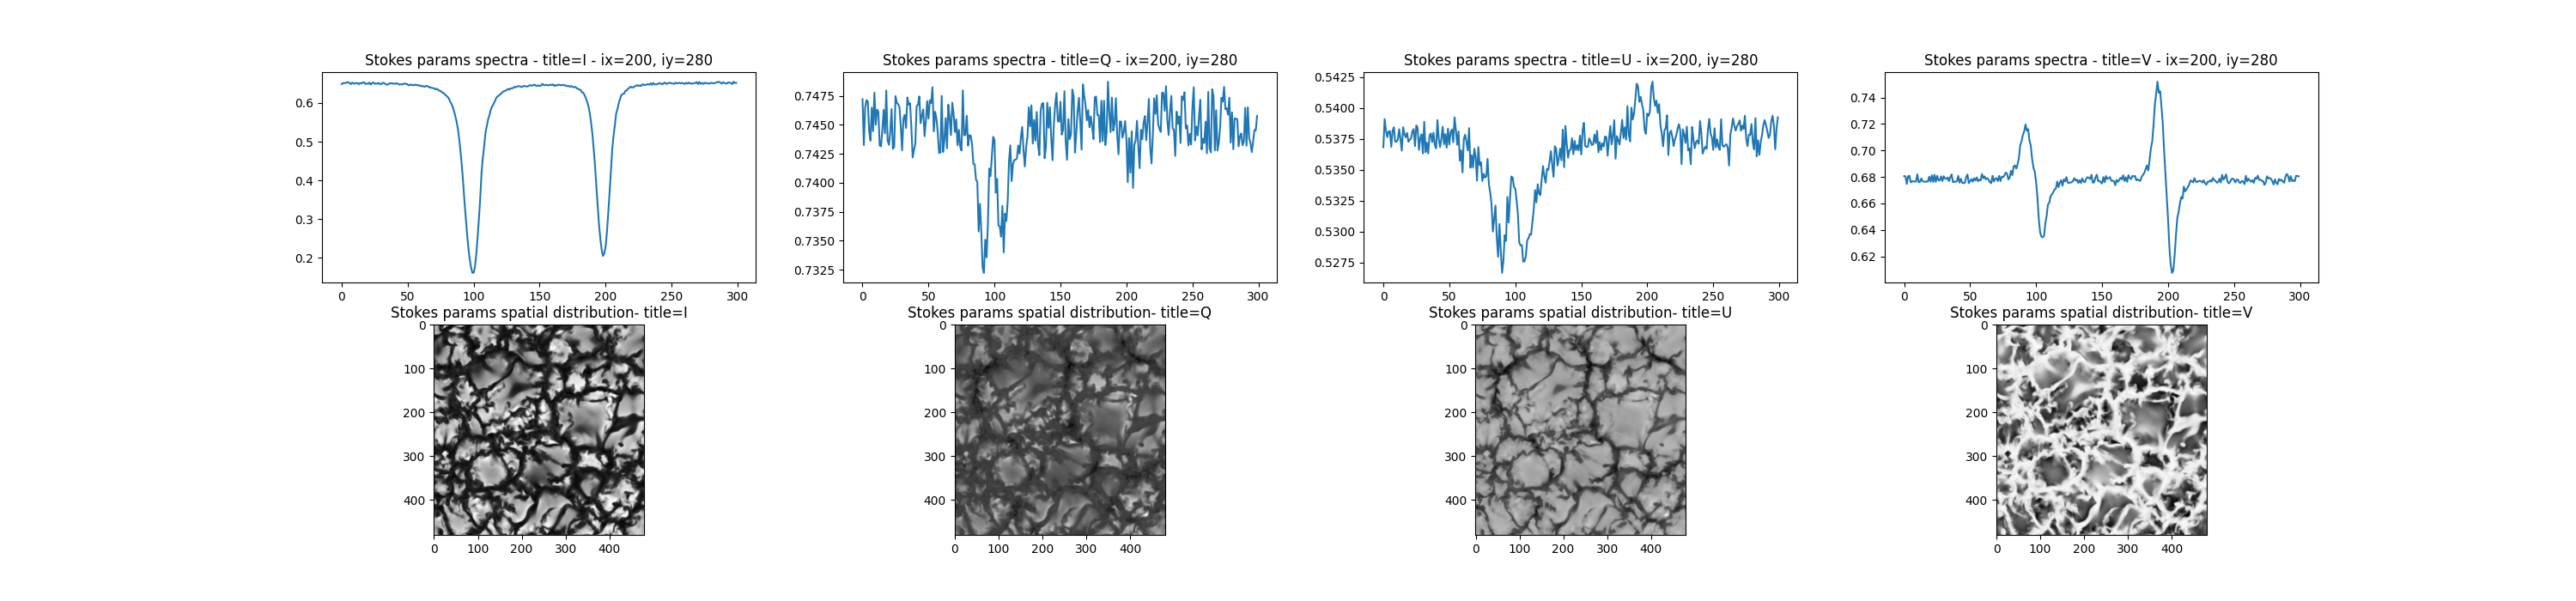 Stokes params spectra - title=I - ix=200, iy=280
0.6
0.5
0.4
0.3
0.2
0 50 100 150 200 250 300
Stokes params spectra - title=Q - ix=200, iy=280
0.7475
0.7450
0.7425
0.7400
0.7375
0.7350
0.7325
0 50 100 150 200 250 300
Stokes params spectra - title=U - ix=200, iy=280
0.5425
0.5400
0.5375
0.5350
0.5325
0.5300
0.5275
0 50 100 150 200 250 300
Stokes params spectra - title=V - ix=200, iy=280
0.74
0.72
0.70
0.68
0.66
0.64
0.62
0 50 100 150 200 250 300
Stokes params spatial distribution- title=I
0
100
200
300
400
0 100 200 300 400
Stokes params spatial distribution- title=Q
0
100
200
300
400
0 100 200 300 400
Stokes params spatial distribution- title=U
0
100
200
300
400
0 100 200 300 400
Stokes params spatial distribution- title=V
0
100
200
300
400
0 100 200 300 400